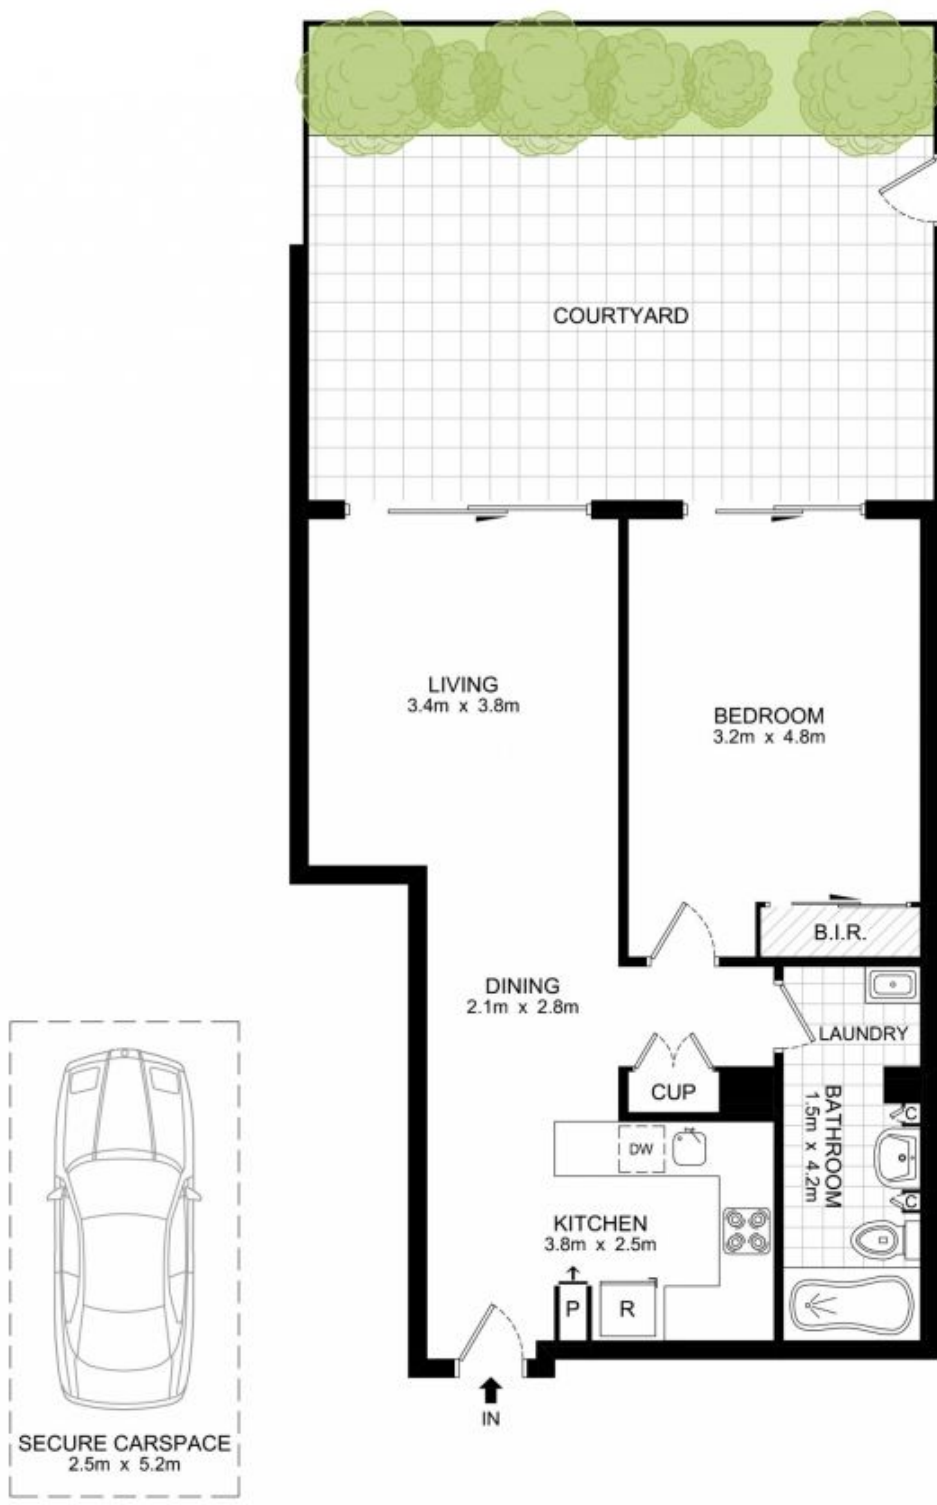 COURTYARD
LIVING
3.4m x 3.8m
BEDROOM
3.2m x 4.8m
B.I.R.
DINING
2.1m x 2.8m
LAUNDRY
CUP
BATHROOM
1.5m x 4.2m
C
DW
C
KITCHEN
3.8m x 2.5m
P
R
IN
SECURE CARSPACE
2.5m x 5.2m